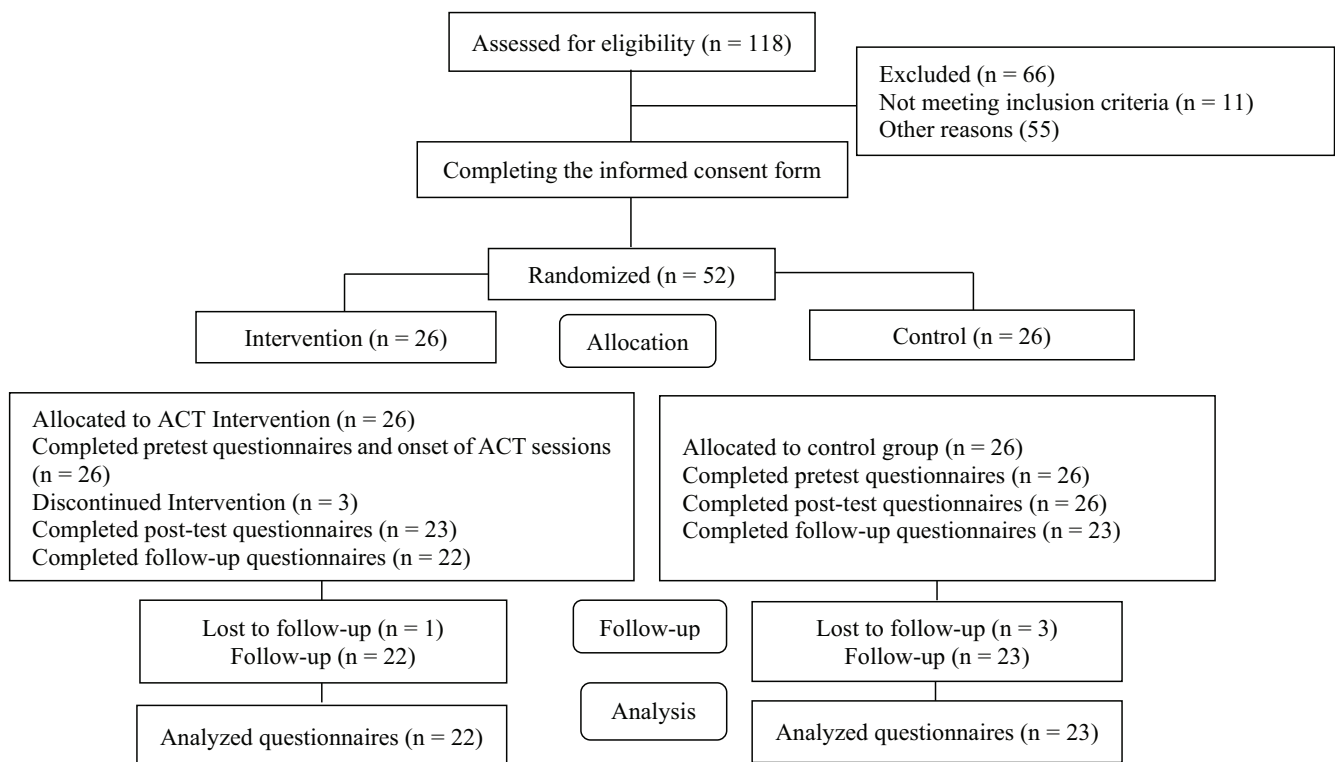 Assessed for eligibility (n = 118)
Excluded (n = 66)
Not meeting inclusion criteria (n = 11)
Other reasons (55)
Completing the informed consent form
Randomized (n = 52)
Intervention (n = 26)
Allocation
Control (n = 26)
Allocated to ACT Intervention (n = 26)
Completed pretest questionnaires and onset of ACT sessions
(n = 26)
Discontinued Intervention (n = 3)
Completed post-test questionnaires (n = 23)
Completed follow-up questionnaires (n = 22)
Allocated to control group (n = 26)
Completed pretest questionnaires (n = 26)
Completed post-test questionnaires (n = 26)
Completed follow-up questionnaires (n = 23)
Lost to follow-up (n = 1)
Follow-up (n = 22)
Follow-up
Lost to follow-up (n = 3)
Follow-up (n = 23)
Analysis
Analyzed questionnaires (n = 22)
Analyzed questionnaires (n = 23)